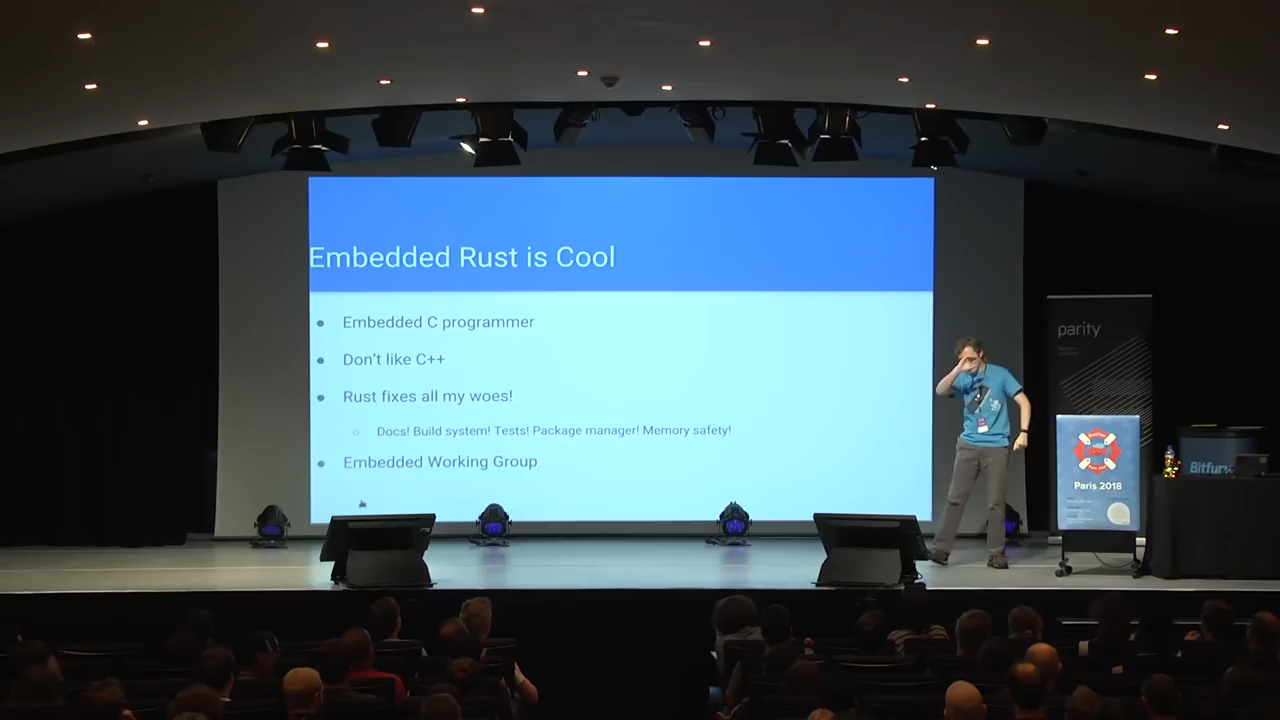 Embedded Rust is Cool
Embedded C programmer
Don't like C++
Rust fixes all my woes!
Docs! Build system! Tests! Package manager! Memory safety!
Embedded Working Group
parity
Paris 2018
Bitfury